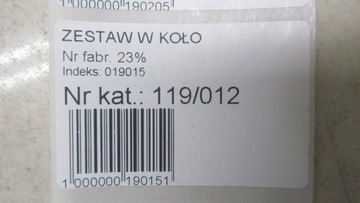 1 000000 190205
ZESTAW W KOŁO
Nr fabr. 23%
Indeks: 019015
Nr kat.: 119/012
1 000000 190151